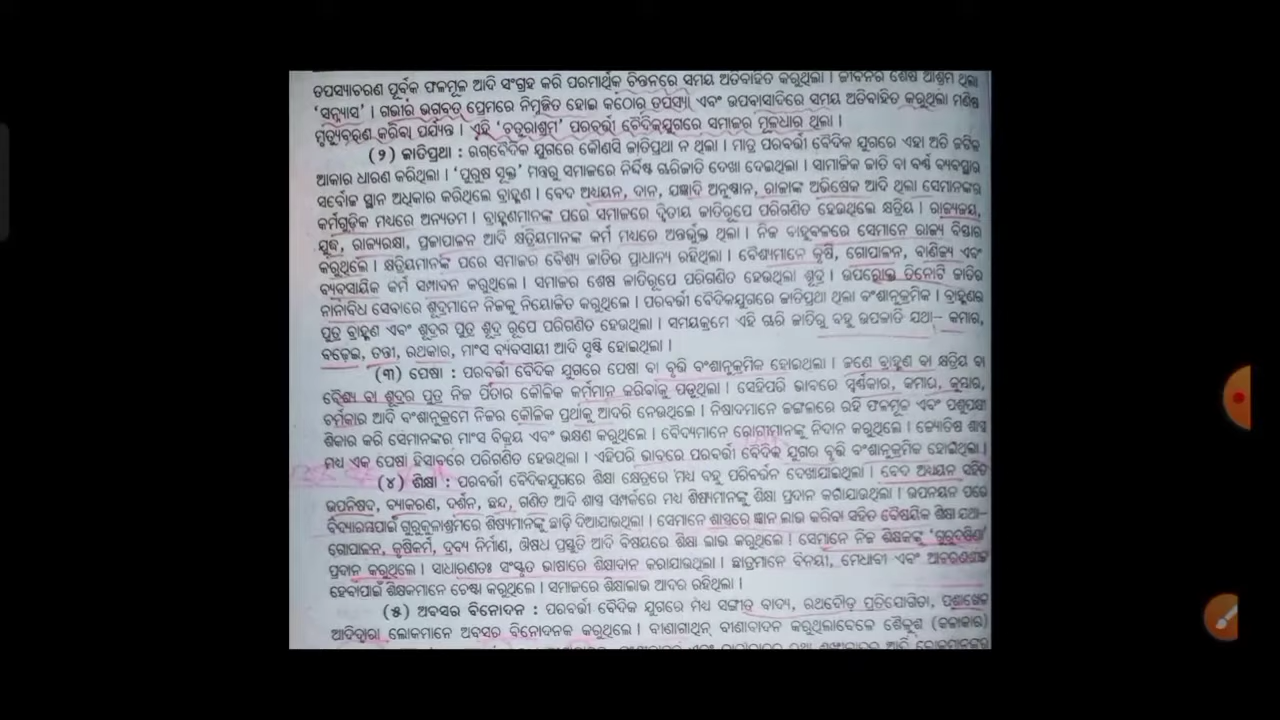 ତପସ୍ୟାଚରଣ ପୂର୍ବକ ଫଳମୂଳ ଆଦି ସଂଗ୍ରହ କରି ପରମାର୍ଥିକ ଚିନ୍ତନରେ ସମୟ ଅତିବାହିତ କରୁଥିଲା । ଜୀବନର ଶେଷ ଆଶ୍ରମ ଥିଲା
'ସନ୍ନ୍ୟାସ' । ଗଭୀର ଭଗବତ୍ ପ୍ରେମରେ ନିମଜ୍ଜିତ ହୋଇ କଠୋର ତପସ୍ୟା ଏବଂ ଉପବାସାଦିରେ ସମୟ ଅତିବାହିତ କରୁଥିଲା ମଣିଷ
ମୃତ୍ୟୁବରଣ କରିବା ପର୍ଯ୍ୟନ୍ତ । ଏହି 'ଚତୁରାଶ୍ରମ' ପରବର୍ତ୍ତୀ ବୈଦିକଯୁଗରେ ସମାଜର ମୂଳଧାର ଥିଲା ।
(୨) ଜାତିପ୍ରଥା : ଋଗ୍‌ବୈଦିକ ଯୁଗରେ କୌଣସି ଜାତିପ୍ରଥା ନ ଥିଲା । ମାତ୍ର ପରବର୍ତ୍ତୀ ବୈଦିକ ଯୁଗରେ ଏହା ଅତି ଜଟିଳ
ଆକାର ଧାରଣ କରିଥିଲା । 'ପୁରୁଷ ସୂକ୍ତ' ମନ୍ତ୍ରରୁ ସମାଜରେ ନିର୍ଦ୍ଦିଷ୍ଟ ଚାରିଜାତି ଦେଖା ଦେଇଥିଲା । ସାମାଜିକ ଜାତି ବା ବର୍ଣ୍ଣ ବ୍ୟବସ୍ଥାର
ସର୍ବୋଚ୍ଚ ସ୍ଥାନ ଅଧିକାର କରିଥିଲେ ବ୍ରାହ୍ମଣ । ବେଦ ଅଧ୍ୟୟନ, ଦାନ, ଯଜ୍ଞାଦି ଅନୁଷ୍ଠାନ, ରାଜାଙ୍କ ଅଭିଷେକ ଆଦି ଥିଲା ସେମାନଙ୍କର
କର୍ମଗୁଡ଼ିକ ମଧ୍ୟରେ ଅନ୍ୟତମ । ବ୍ରାହ୍ମଣମାନଙ୍କ ପରେ ସମାଜରେ ଦ୍ୱିତୀୟ ଜାତିରୂପେ ପରିଗଣିତ ହେଉଥିଲେ କ୍ଷତ୍ରିୟ । ରାଜ୍ୟଜୟ,
ଯୁଦ୍ଧ, ରାଜ୍ୟରକ୍ଷା, ପ୍ରଜାପାଳନ ଆଦି କ୍ଷତ୍ରିୟମାନଙ୍କ କର୍ମ ମଧ୍ୟରେ ଅନ୍ତର୍ଭୁକ୍ତ ଥିଲା । ନିଜ ବାହୁବଳରେ ସେମାନେ ରାଜ୍ୟ ବିସ୍ତାର
କରୁଥିଲେ । କ୍ଷତ୍ରିୟମାନଙ୍କ ପରେ ସମାଜର ବୈଶ୍ୟ ଜାତିର ପ୍ରାଧାନ୍ୟ ରହିଥିଲା । ବୈଶ୍ୟମାନେ କୃଷି, ଗୋପାଳନ, ବାଣିଜ୍ୟ ଏବଂ
ବ୍ୟବସାୟିକ କର୍ମ ସମ୍ପାଦନ କରୁଥିଲେ । ସମାଜର ଶେଷ ଜାତିରୂପେ ପରିଗଣିତ ହେଉଥିଲା ଶୂଦ୍ର । ଉପରୋକ୍ତ ତିନୋଟି ଜାତିର
ନାନାବିଧ ସେବାରେ ଶୂଦ୍ରମାନେ ନିଜକୁ ନିୟୋଜିତ କରୁଥିଲେ । ପରବର୍ତ୍ତୀ ବୈଦିକଯୁଗରେ ଜାତିପ୍ରଥା ଥିଲା ବଂଶାନୁକ୍ରମିକ । ବ୍ରାହ୍ମଣର
ପୁତ୍ର ବ୍ରାହ୍ମଣ ଏବଂ ଶୂଦ୍ରର ପୁତ୍ର ଶୂଦ୍ର ରୂପେ ପରିଗଣିତ ହେଉଥିଲା । ସମୟକ୍ରମେ ଏହି ଚାରି ଜାତିରୁ ବହୁ ଉପଜାତି ଯଥା– କମାର,
ବଢ଼େଇ, ତନ୍ତୀ, ରଥକାର, ମାଂସ ବ୍ୟବସାୟୀ ଆଦି ସୃଷ୍ଟି ହୋଇଥିଲା ।
(୩) ପେଷା : ପରବର୍ତ୍ତୀ ବୈଦିକ ଯୁଗରେ ପେଷା ବା ବୃତ୍ତି ବଂଶାନୁକ୍ରମିକ ହୋଇଥିଲା । ଜଣେ ବ୍ରାହ୍ମଣ ବା କ୍ଷତ୍ରିୟ ବା
ବୈଶ୍ୟ ବା ଶୂଦ୍ରର ପୁତ୍ର ନିଜ ପିତାର କୌଳିକ କର୍ମମାନ କରିବାକୁ ପଡୁଥିଲା । ସେହିପରି ଭାବରେ ସ୍ୱର୍ଣ୍ଣକାର, କମାର, କୁମ୍ଭାର,
ଚର୍ମକାର ଆଦି ବଂଶାନୁକ୍ରମେ ନିଜର କୌଳିକ ପ୍ରଥାକୁ ଆଦରି ନେଉଥିଲେ । ନିଷାଦମାନେ ଜଙ୍ଗଲରେ ରହି ଫଳମୂଳ ଏବଂ ପଶୁପକ୍ଷୀ
ଶିକାର କରି ସେମାନଙ୍କର ମାଂସ ବିକ୍ରୟ ଏବଂ ଭକ୍ଷଣ କରୁଥିଲେ । ବୈଦ୍ୟମାନେ ରୋଗୀମାନଙ୍କୁ ନିଦାନ କରୁଥିଲେ । ଜ୍ୟୋତିଷ ଶାସ୍ତ୍ର
ମଧ୍ୟ ଏକ ପେଷା ହିସାବରେ ପରିଗଣିତ ହେଉଥିଲା । ଏହିପରି ଭାବରେ ପରବର୍ତ୍ତୀ ବୈଦିକ ଯୁଗର ବୃତ୍ତି ବଂଶାନୁକ୍ରମିକ ହୋଇଥିଲା ।
(୪) ଶିକ୍ଷା : ପରବର୍ତ୍ତୀ ବୈଦିକଯୁଗରେ ଶିକ୍ଷା କ୍ଷେତ୍ରରେ ମଧ୍ୟ ବହୁ ପରିବର୍ତ୍ତନ ଦେଖାଯାଇଥିଲା । ବେଦ ଅଧ୍ୟୟନ ସହିତ
ଉପନିଷଦ, ବ୍ୟାକରଣ, ଦର୍ଶନ, ଛନ୍ଦ, ଗଣିତ ଆଦି ଶାସ୍ତ୍ର ସମ୍ପର୍କରେ ମଧ୍ୟ ଶିଷ୍ୟମାନଙ୍କୁ ଶିକ୍ଷା ପ୍ରଦାନ କରାଯାଉଥିଲା । ଉପନୟନ ପରେ
ବିଦ୍ୟାରମ୍ଭପାଇଁ ଗୁରୁକୁଳାଶ୍ରମରେ ଶିଷ୍ୟମାନଙ୍କୁ ଛାଡ଼ି ଦିଆଯାଉଥିଲା । ସେମାନେ ଶାସ୍ତ୍ରରେ ଜ୍ଞାନ ଲାଭ କରିବା ସହିତ ବୈଷୟିକ ଶିକ୍ଷା ଯଥା–
ଗୋପାଳନ, କୃଷିକର୍ମ, ଦ୍ରବ୍ୟ ନିର୍ମାଣ, ଔଷଧ ପ୍ରସ୍ତୁତି ଆଦି ବିଷୟରେ ଶିକ୍ଷା ଲାଭ କରୁଥିଲେ । ସେମାନେ ନିଜ ଶିକ୍ଷକଙ୍କୁ 'ଗୁରୁଦକ୍ଷିଣା'
ପ୍ରଦାନ କରୁଥିଲେ । ସାଧାରଣତଃ ସଂସ୍କୃତ ଭାଷାରେ ଶିକ୍ଷାଦାନ କରାଯାଉଥିଲା । ଛାତ୍ରମାନେ ବିନୟୀ, ମେଧାବୀ ଏବଂ
ହେବାପାଇଁ ଶିକ୍ଷକମାନେ ଚେଷ୍ଟା କରୁଥିଲେ । ସମାଜରେ ଶିକ୍ଷାଲାଭ ଆଦର ରହିଥିଲା ।
(୫) ଅବସର ବିନୋଦନ : ପରବର୍ତ୍ତୀ ବୈଦିକ ଯୁଗରେ ମଧ୍ୟ ସଙ୍ଗୀତ ବାଦ୍ୟ, ରଥଦୌଡ଼ ପ୍ରତିଯୋଗିତା, ପଶାଖେଳ
ଆଦିଦ୍ୱାରା ଲୋକମାନେ ଅବସର ବିନୋଦନକ କରୁଥିଲେ । ବୀଣାଗାଥିନ୍ ବୀଣାବାଦନ କରୁଥିଲାବେଳେ ଶୈଳୁଶ (କଳାକାର)